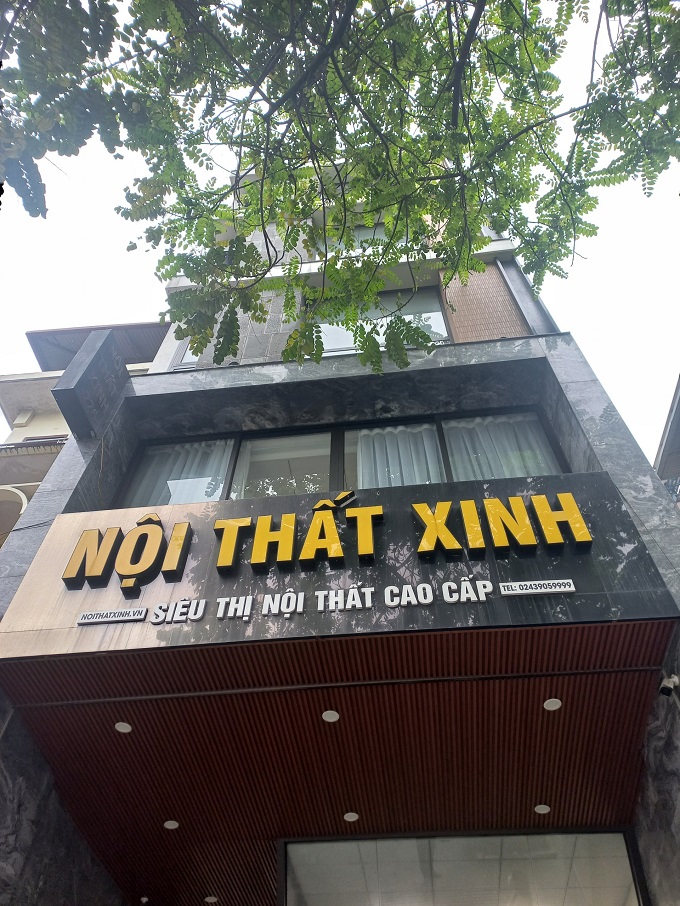 NỘI THẤT XINH
NOITHATXINH.VN SIÊU THỊ NỘI THẤT CAO CẤP TEL: 02439059999